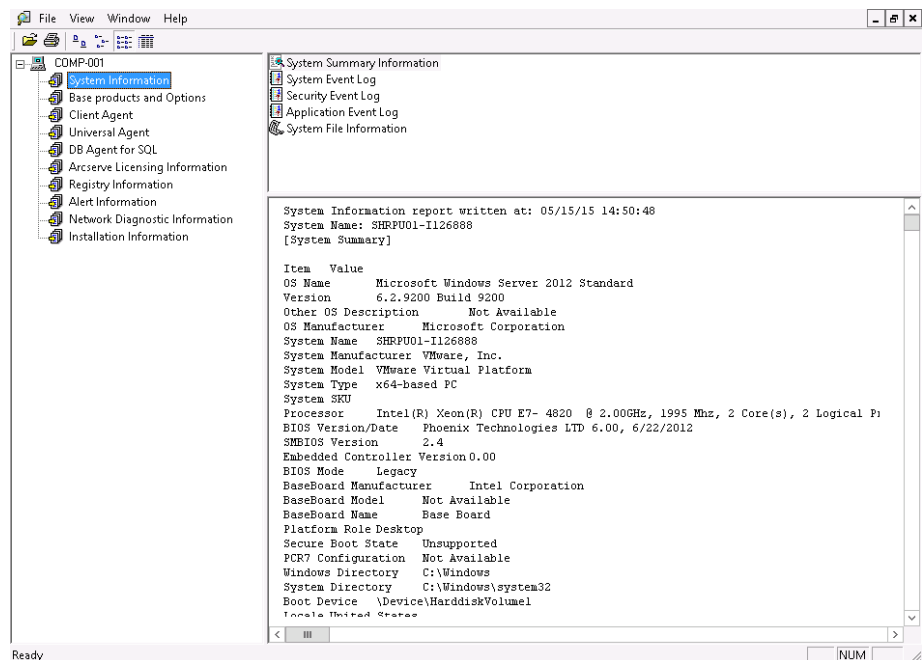 File View Window Help
COMP-001
System Information
Base products and Options
Client Agent
Universal Agent
DB Agent for SQL
Arcserve Licensing Information
Registry Information
Alert Information
Network Diagnostic Information
Installation Information
System Summary Information
System Event Log
Security Event Log
Application Event Log
System File Information
System Information report written at: 05/15/15 14:50:48
System Name: SHRPU01-I126888
[System Summary]
Item Value
OS Name Microsoft Windows Server 2012 Standard
Version 6.2.9200 Build 9200
Other OS Description Not Available
OS Manufacturer Microsoft Corporation
System Name SHRPU01-I126888
System Manufacturer VMware, Inc.
System Model VMware Virtual Platform
System Type x64-based PC
System SKU
Processor Intel(R) Xeon(R) CPU E7- 4820 @ 2.00GHz, 1995 Mhz, 2 Core(s), 2 Logical
BIOS Version/Date Phoenix Technologies LTD 6.00, 6/22/2012
SMBIOS Version 2.4
Embedded Controller Version 0.00
BIOS Mode Legacy
BaseBoard Manufacturer Intel Corporation
BaseBoard Model Not Available
BaseBoard Name Base Board
Platform Role Desktop
Secure Boot State Unsupported
PCR7 Configuration Not Available
Windows Directory C:\Windows
System Directory C:\Windows\system32
Boot Device \Device\HarddiskVolume1
Locale United States
Ready NUM